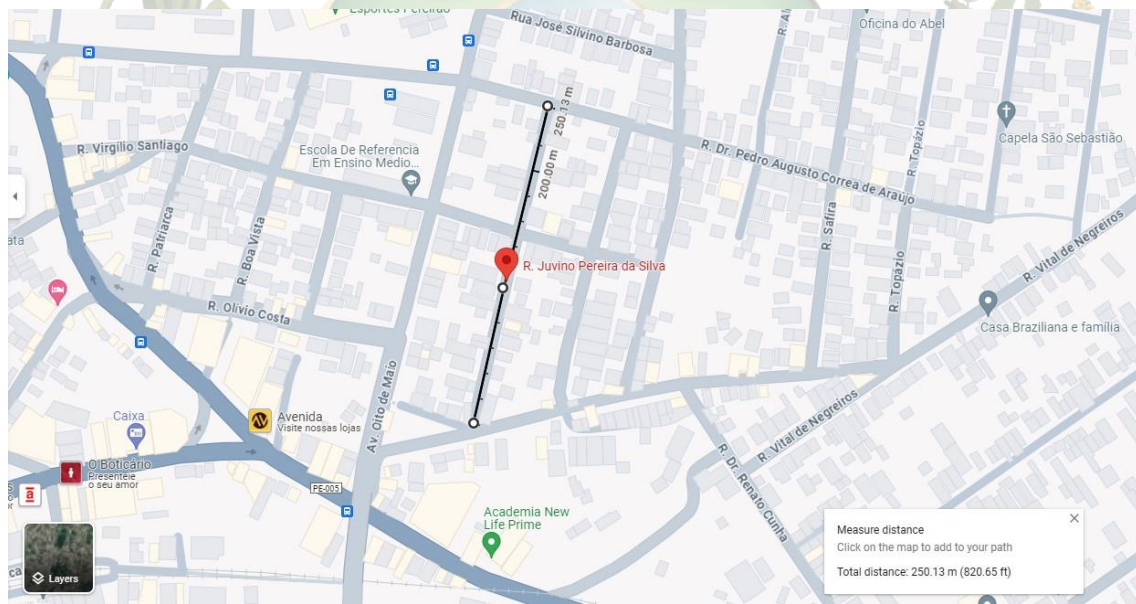 Esportes Pereirão
Rua José Silvino Barbosa
Oficina do Abel
250.13 m
200.00 m
R. Virgílio Santiago
Escola De Referencia
Em Ensino Medio...
Capela São Sebastião
R. Dr. Pedro Augusto Correa de Araújo
R. Topázio
R. Patriarca
R. Boa Vista
R. Safira
R. Vital de Negreiros
R. Juvino Pereira da Silva
R. Topázio
R. Olívio Costa
Casa Braziliana e família
Av. Oito de Maio
Caixa
Avenida
Visite nossas lojas
R. Vital de Negreiros
O Boticário
Presenteie
o seu amor
PE-005
R. Dr. Renato Cunha
Academia New
Life Prime
Layers
Measure distance
Click on the map to add to your path
Total distance: 250.13 m (820.65 ft)